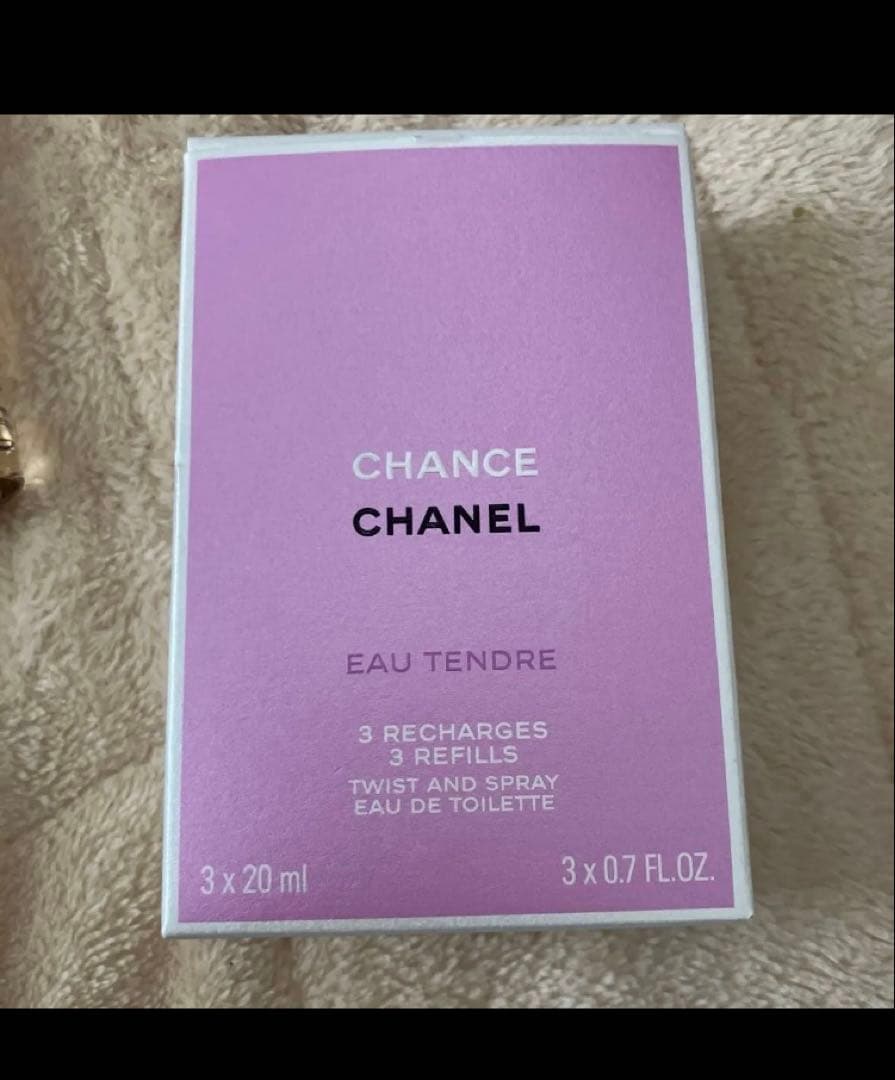 CHANCE
CHANEL
EAU TENDRE
3 RECHARGES
3 REFILLS
TWIST AND SPRAY
EAU DE TOILETTE
3 x 20 ml
3 x 0.7 FL.OZ.